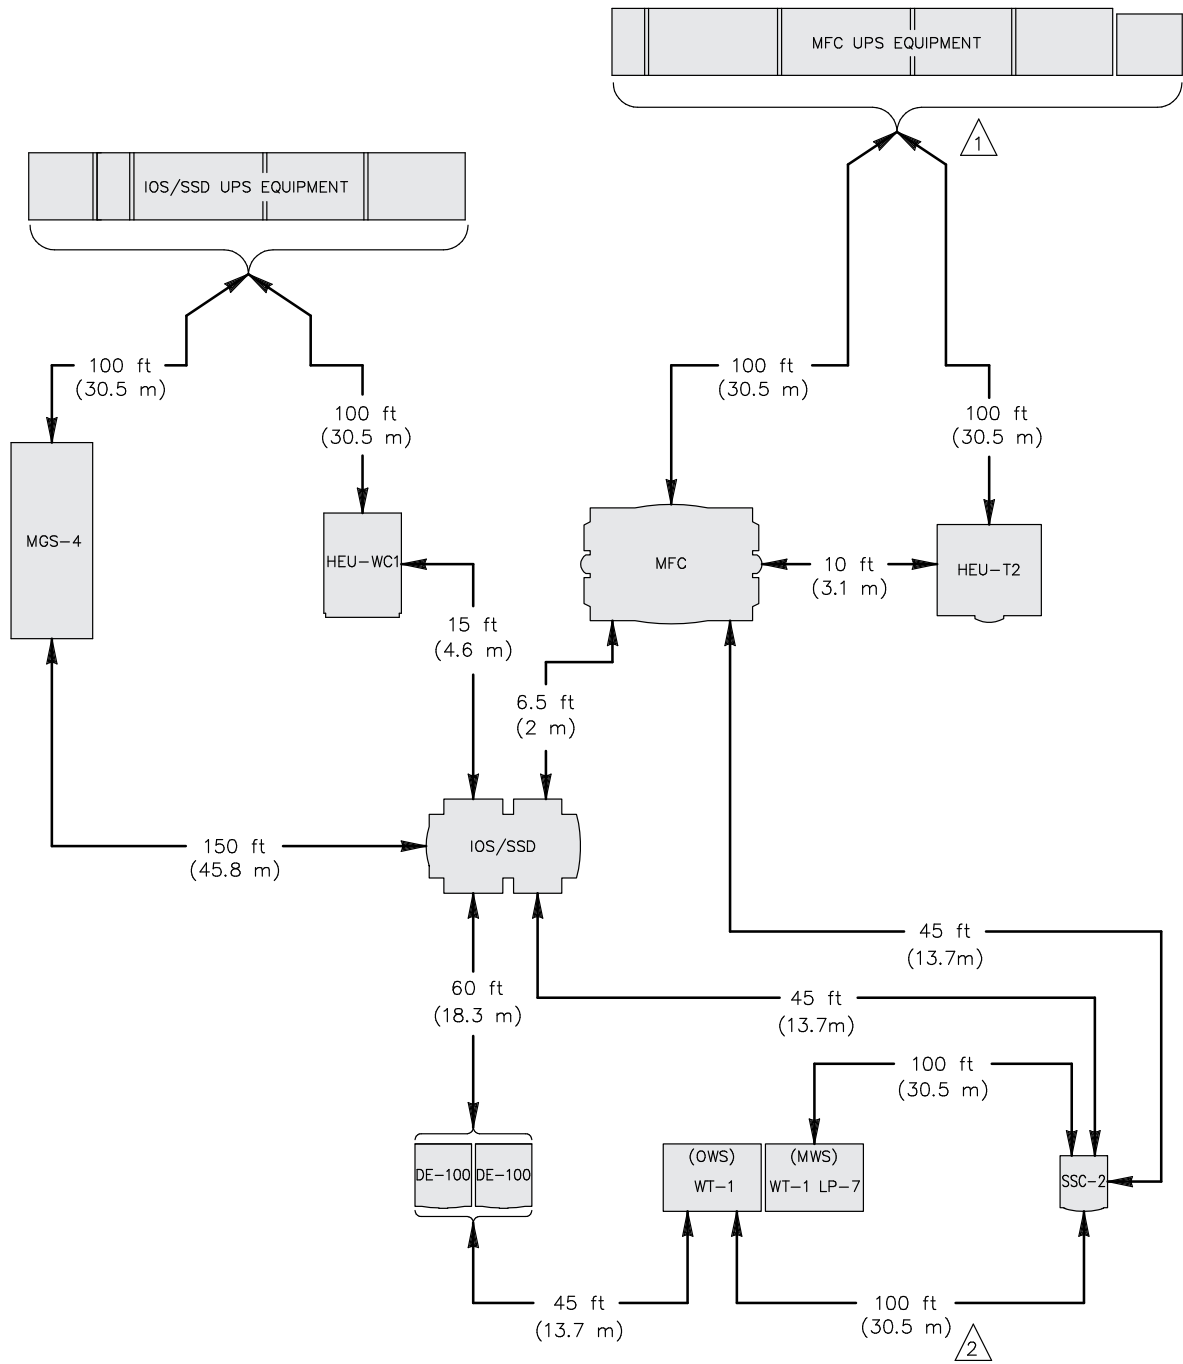 MFC UPS EQUIPMENT
1
IOS/SSD UPS EQUIPMENT
100 ft
(30.5 m)
100 ft
(30.5 m)
100 ft
(30.5 m)
100 ft
(30.5 m)
MGS-4
HEU-WC1
MFC
10 ft
(3.1 m)
HEU-T2
15 ft
(4.6 m)
6.5 ft
(2 m)
150 ft
(45.8 m)
IOS/SSD
45 ft
(13.7m)
60 ft
(18.3 m)
45 ft
(13.7m)
100 ft
(30.5 m)
DE-100
DE-100
(OWS)
WT-1
(MWS)
WT-1 LP-7
SSC-2
45 ft
(13.7 m)
100 ft
(30.5 m)
2